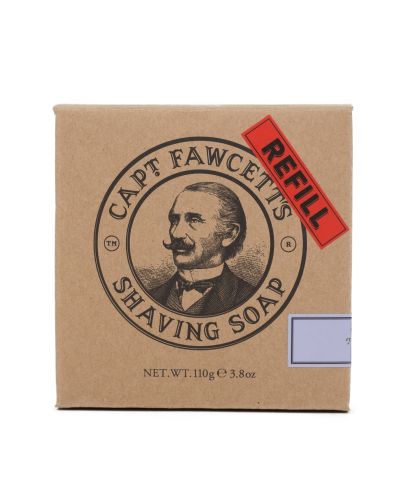 CAPT FAWCETT'S
REFILL
TM
R
SHAVING SOAP
NET.WT. 110g ℮ 3.8oz